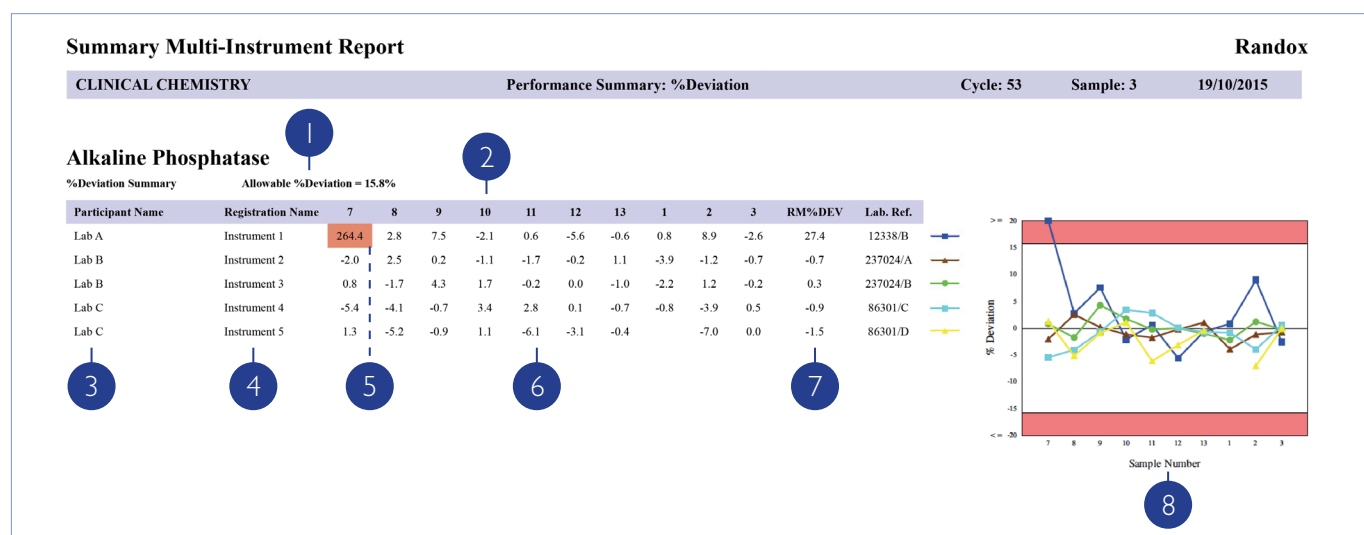 Summary Multi-Instrument Report Randox
CLINICAL CHEMISTRY Performance Summary: %Deviation Cycle: 53 Sample: 3 19/10/2015
1
Alkaline Phosphatase
2
%Deviation Summary Allowable %Deviation = 15.8%
Participant Name Registration Name 7 8 9 10 11 12 13 1 2 3 RM%DEV Lab. Ref.
Lab A Instrument 1 264.4 2.8 7.5 -2.1 0.6 -5.6 -0.6 0.8 8.9 -2.6 27.4 12338/B
Lab B Instrument 2 -2.0 2.5 0.2 -1.1 -1.7 -0.2 1.1 -3.9 -1.2 -0.7 -0.7 237024/A
Lab B Instrument 3 0.8 -1.7 4.3 1.7 -0.2 0.0 -1.0 -2.2 1.2 -0.2 0.3 237024/B
Lab C Instrument 4 -5.4 -4.1 -0.7 3.4 2.8 0.1 -0.7 -0.8 -3.9 0.5 -0.9 86301/C
Lab C Instrument 5 1.3 -5.2 -0.9 1.1 -6.1 -3.1 -0.4 -7.0 0.0 -1.5 86301/D
3 4 5 6 7
% Deviation
>= 20
15
10
5
0
-5
-10
-15
<= -20
7 8 9 10 11 12 13 1 2 3
Sample Number
8